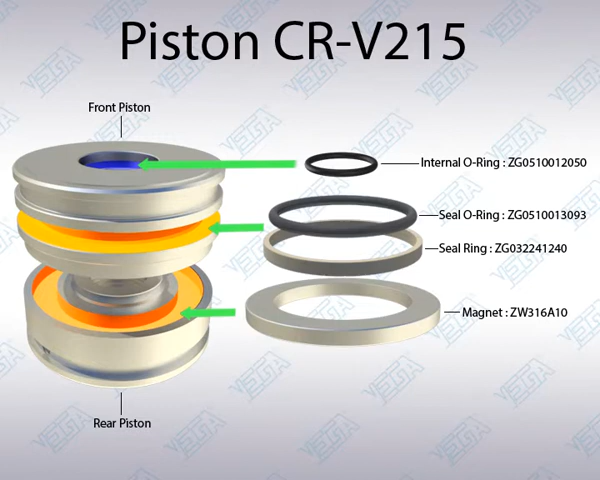 Piston CR-V215
Front Piston
Internal O-Ring : ZG0510012050
Seal O-Ring : ZG0510013093
Seal Ring : ZG032241240
Magnet : ZW316A10
Rear Piston
VEGA